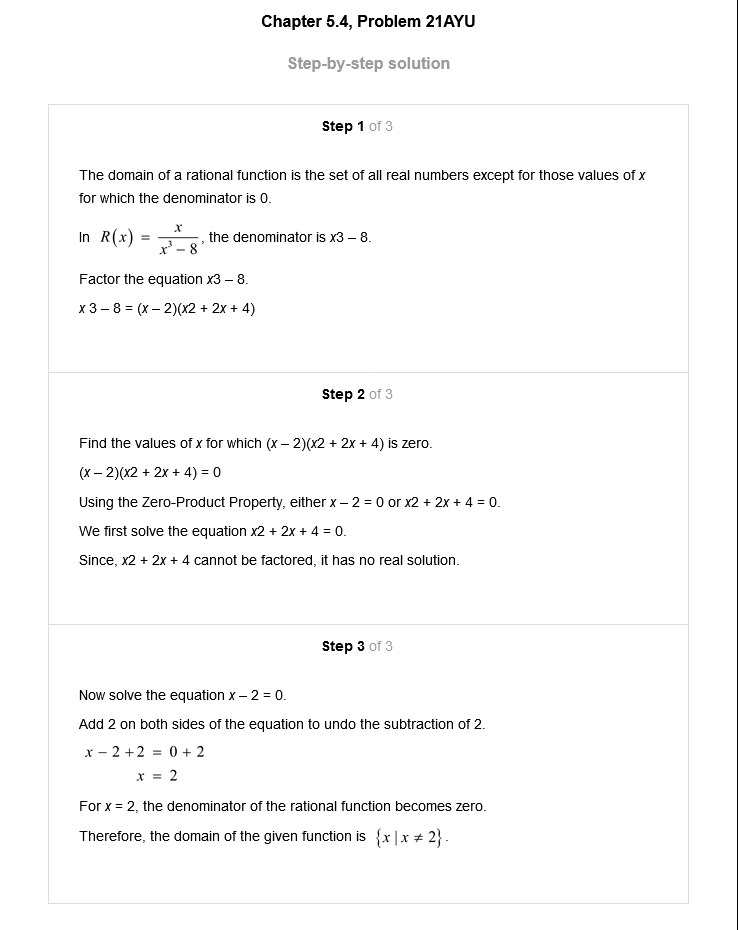 Chapter 5.4, Problem 21AYU
Step-by-step solution
Step 1 of 3
The domain of a rational function is the set of all real numbers except for those values of x
for which the denominator is 0.
In R(x) = x / (x³ – 8), the denominator is x3 – 8.
Factor the equation x3 – 8.
x 3 – 8 = (x – 2)(x2 + 2x + 4)
Step 2 of 3
Find the values of x for which (x – 2)(x2 + 2x + 4) is zero.
(x – 2)(x2 + 2x + 4) = 0
Using the Zero-Product Property, either x – 2 = 0 or x2 + 2x + 4 = 0.
We first solve the equation x2 + 2x + 4 = 0.
Since, x2 + 2x + 4 cannot be factored, it has no real solution.
Step 3 of 3
Now solve the equation x – 2 = 0.
Add 2 on both sides of the equation to undo the subtraction of 2.
x – 2 + 2 = 0 + 2
x = 2
For x = 2, the denominator of the rational function becomes zero.
Therefore, the domain of the given function is {x | x ≠ 2}.